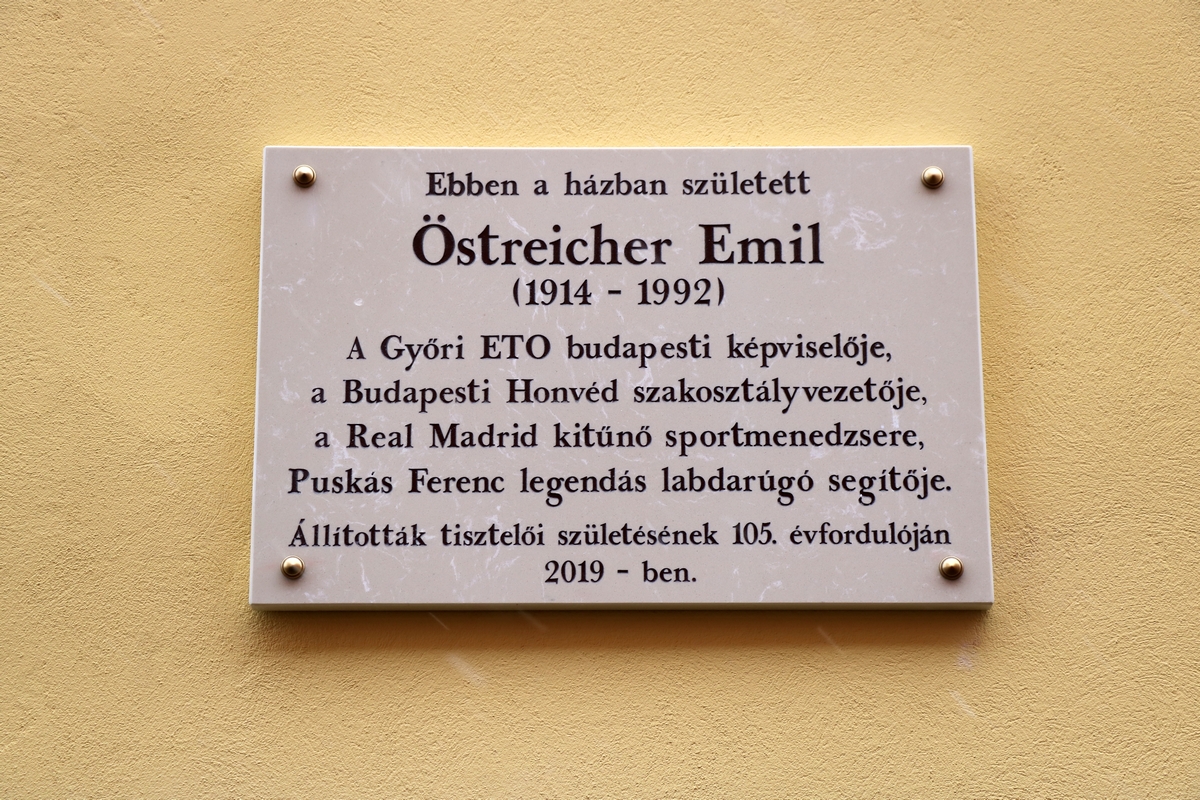 Ebben a házban született
Östreicher Emil
(1914 - 1992)
A Győri ETO budapesti képviselője,
a Budapesti Honvéd szakosztályvezetője,
a Real Madrid kitűnő sportmenedzsere,
Puskás Ferenc legendás labdarúgó segítője.
Állították tisztelői születésének 105. évfordulóján
2019 - ben.